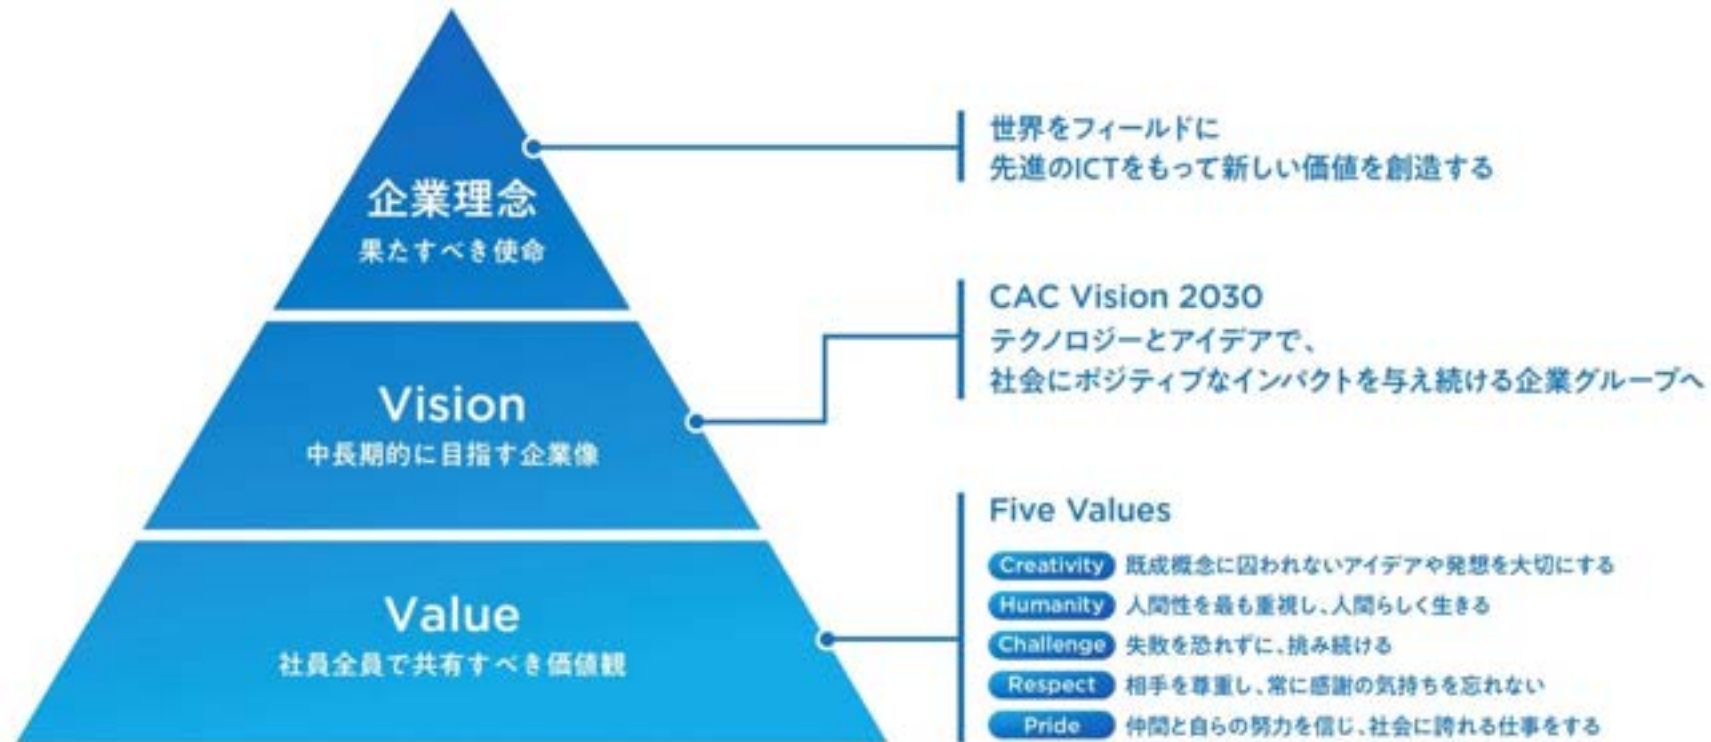 企業理念
果たすべき使命
世界をフィールドに
先進のICTをもって新しい価値を創造する
Vision
中長期的に目指す企業像
CAC Vision 2030
テクノロジーとアイデアで、
社会にポジティブなインパクトを与え続ける企業グループへ
Value
社員全員で共有すべき価値観
Five Values
Creativity 既成概念に囚われないアイデアや発想を大切にする
Humanity 人間性を最も重視し、人間らしく生きる
Challenge 失敗を恐れずに、挑み続ける
Respect 相手を尊重し、常に感謝の気持ちを忘れない
Pride 仲間と自らの努力を信じ、社会に誇れる仕事をする